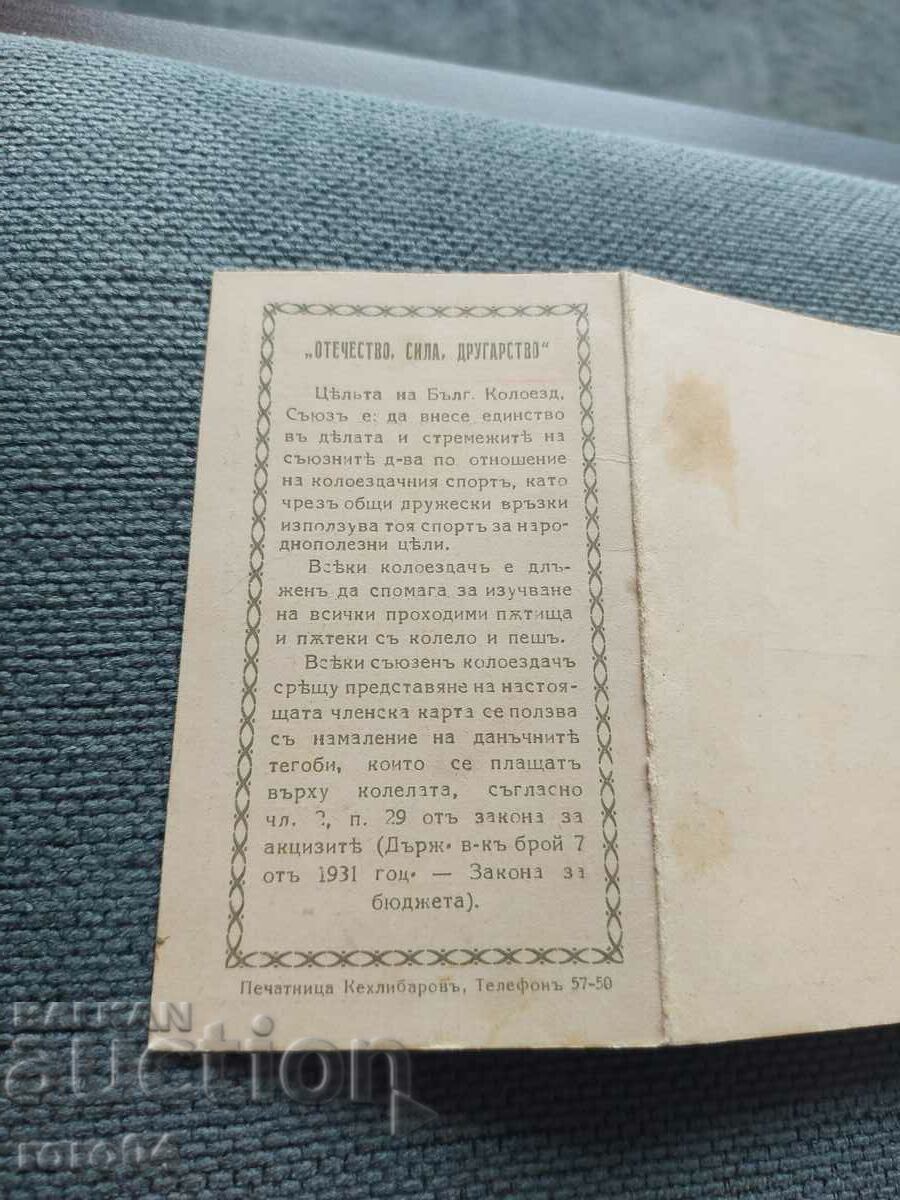 „ОТЕЧЕСТВО, СИЛА, ДРУГАРСТВО“
Цѣльта на Бълг. Колоезд.
Съюзъ е: да внесе единство
въ дѣлата и стремежитѣ на
съюзнитѣ д-ва по отношение
на колоездачния спортъ, като
чрезъ общи дружески връзки
използува тоя спортъ за наро-
днополезни цѣли.
Всѣки колоездачъ е длъ-
женъ да спомага за изучване
на всички проходими пѫтища
и пѫтеки съ колело и пешъ.
Всѣки съюзенъ колоездачъ
срѣщу представяне на настоя-
щата членска карта се ползва
съ намаление на данъчнитѣ
тегоби, които се плащатъ
върху колелата, съгласно
чл. 2, п. 29 отъ закона за
акцизитѣ (Държ. в-къ брой 7
отъ 1931 год. — Закона за
бюджета).
Печатница Кехлибаровъ, Телефонъ 57-50
БАЛКАН
auction
roro84